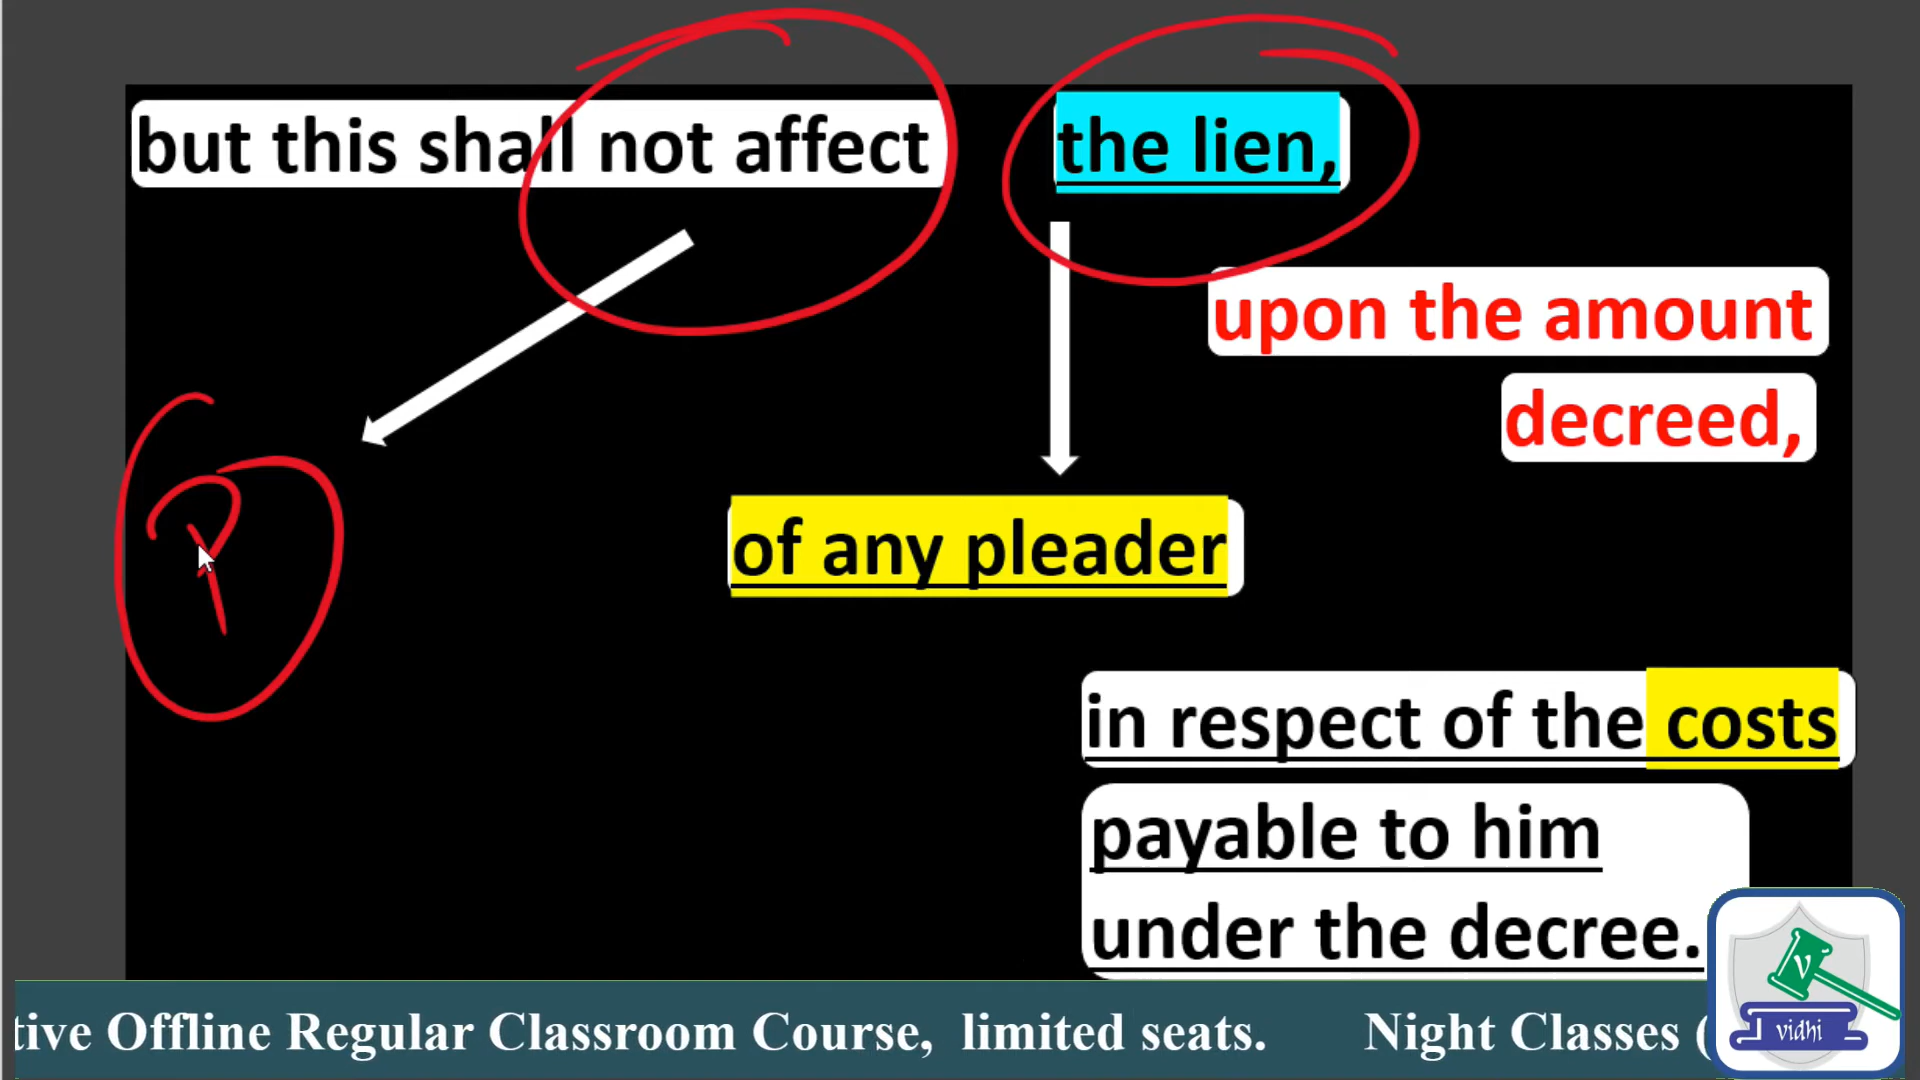 but this shall not affect the lien,
upon the amount
decreed,
of any pleader
in respect of the costs
payable to him
under the decree.
tive Offline Regular Classroom Course, limited seats. Night Classes (
V
vidhi